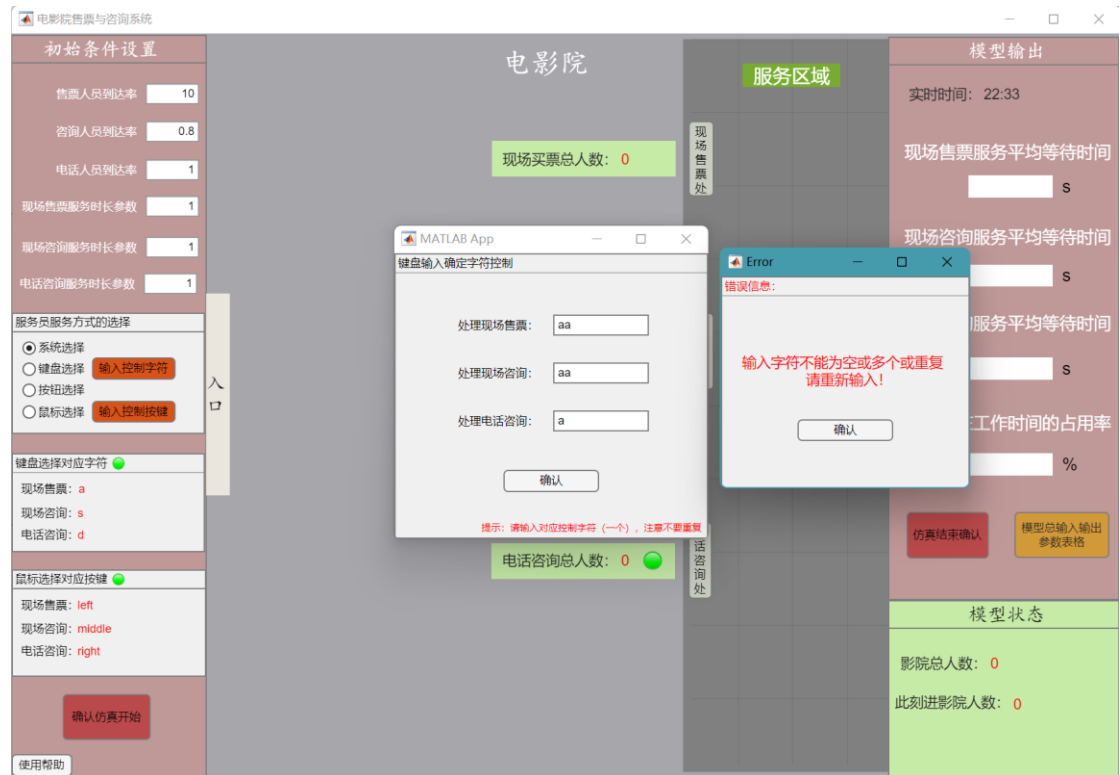 电影院售票与咨询系统
初始条件设置
售票人员到达率 10
咨询人员到达率 0.8
电话人员到达率 1
现场售票服务时长参数 1
现场咨询服务时长参数 1
电话咨询服务时长参数 1
服务员服务方式的选择
系统选择
键盘选择 输入控制字符
按钮选择
鼠标选择 输入控制按键
键盘选择对应字符
现场售票：a
现场咨询：s
电话咨询：d
鼠标选择对应按键
现场售票：left
现场咨询：middle
电话咨询：right
确认仿真开始
使用帮助
入口
电影院
现场买票总人数：0
电话咨询总人数：0
服务区域
现场售票处
话咨询处
MATLAB App
键盘输入确定字符控制
处理现场售票： aa
处理现场咨询： aa
处理电话咨询： a
确认
提示：请输入对应控制字符（一个），注意不要重复
Error
错误信息：
输入字符不能为空或多个或重复
请重新输入！
确认
模型输出
实时时间： 22:33
现场售票服务平均等待时间
s
现场咨询服务平均等待时间
s
服务平均等待时间
s
工作时间的占用率
%
仿真结束确认
模型总输入输出
参数表格
模型状态
影院总人数：0
此刻进影院人数：0